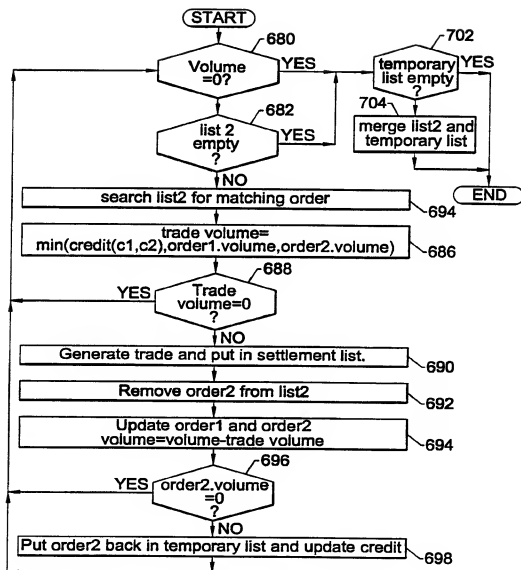 START
680
Volume
=0?
YES
702
temporary
list empty
?
YES
682
list 2
empty
?
YES
704
merge list2 and
temporary list
END
NO
search list2 for matching order
694
trade volume=
min(credit(c1,c2),order1.volume,order2.volume)
686
688
YES
Trade
volume=0
?
NO
Generate trade and put in settlement list.
690
Remove order2 from list2
692
Update order1 and order2
volume=volume-trade volume
694
696
YES
order2.volume
=0
?
NO
Put order2 back in temporary list and update credit
698